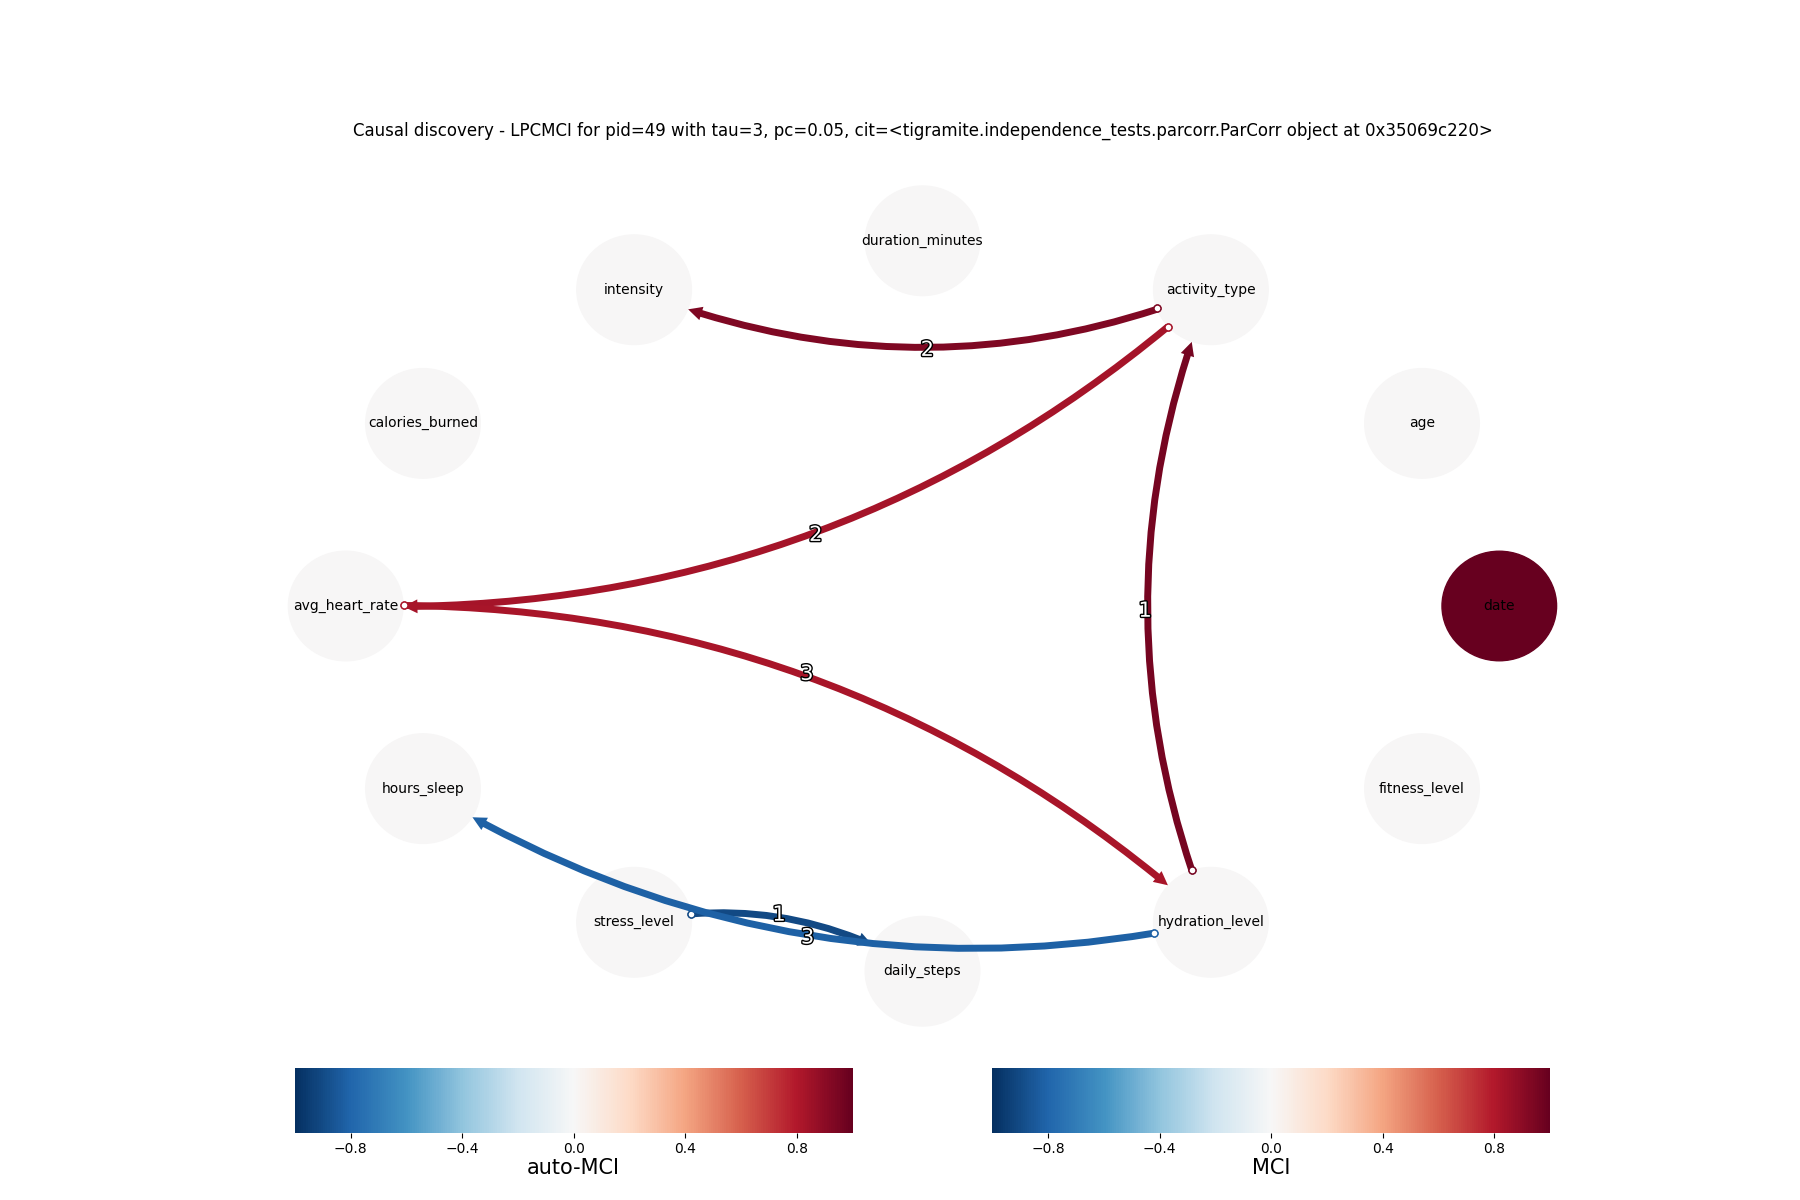 Causal discovery - LPCMCI for pid=49 with tau=3, pc=0.05, cit=<tigramite.independence_tests.parcorr.ParCorr object at 0x35069c220>
duration_minutes
intensity
activity_type
2
calories_burned
age
2
avg_heart_rate
1
date
3
hours_sleep
fitness_level
stress_level
1
3
hydration_level
daily_steps
−0.8 −0.4 0.0 0.4 0.8
auto-MCI
−0.8 −0.4 0.0 0.4 0.8
MCI